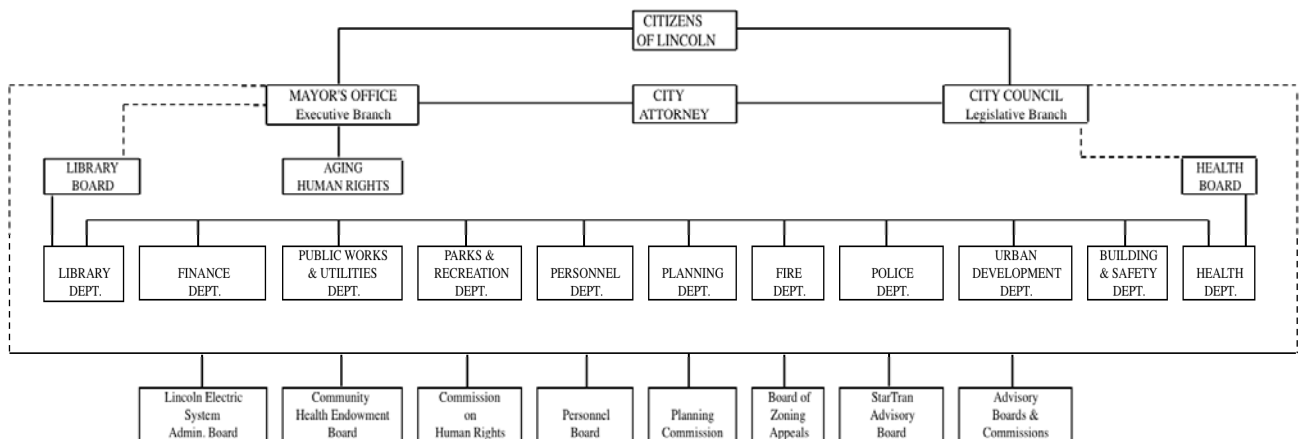 CITIZENS
OF LINCOLN
MAYOR'S OFFICE
Executive Branch
CITY
ATTORNEY
CITY COUNCIL
Legislative Branch
LIBRARY
BOARD
AGING
HUMAN RIGHTS
HEALTH
BOARD
LIBRARY
DEPT.
FINANCE
DEPT.
PUBLIC WORKS
& UTILITIES
DEPT.
PARKS &
RECREATION
DEPT.
PERSONNEL
DEPT.
PLANNING
DEPT.
FIRE
DEPT.
POLICE
DEPT.
URBAN
DEVELOPMENT
DEPT.
BUILDING
& SAFETY
DEPT.
HEALTH
DEPT.
Lincoln Electric
System
Admin. Board
Community
Health Endowment
Board
Commission
on
Human Rights
Personnel
Board
Planning
Commission
Board of
Zoning
Appeals
StarTran
Advisory
Board
Advisory
Boards &
Commissions